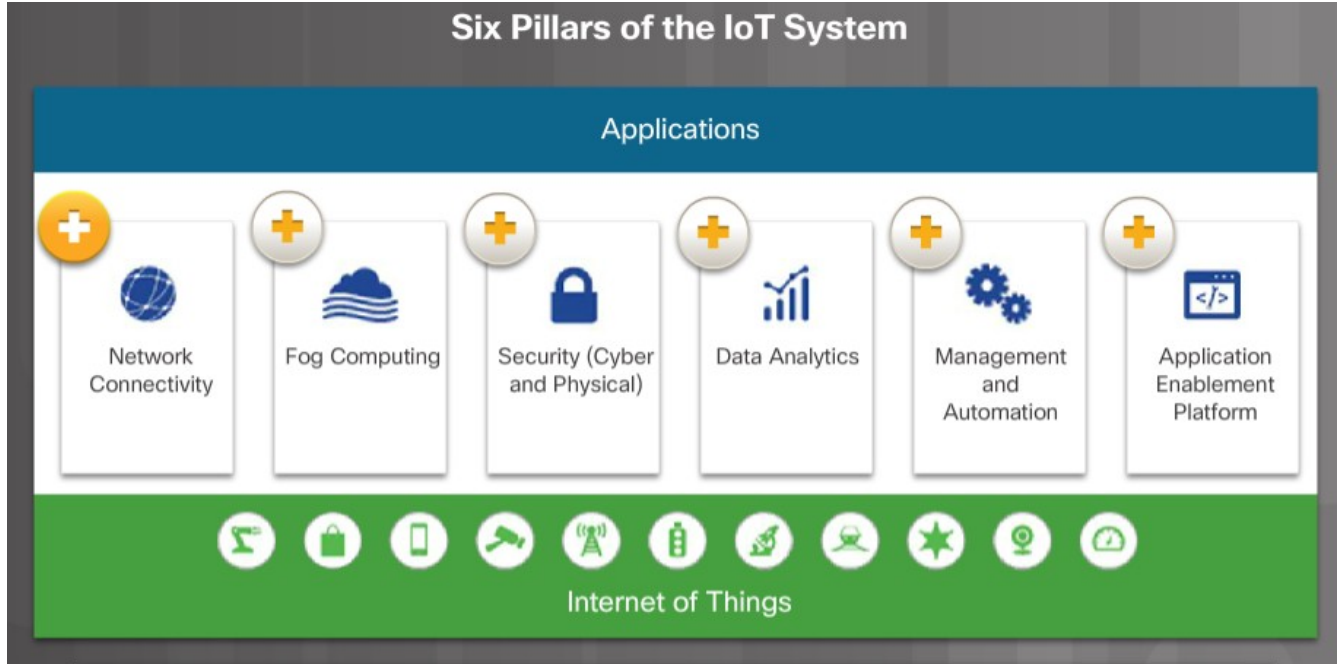 Six Pillars of the IoT System
Applications
Network
Connectivity
Fog Computing
Security (Cyber
and Physical)
Data Analytics
Management
and
Automation
Application
Enablement
Platform
</>
Internet of Things